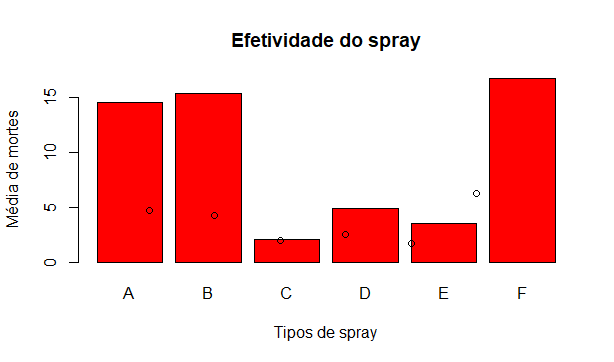 Efetividade do spray
Média de mortes
15
10
5
0
A B C D E F
Tipos de spray